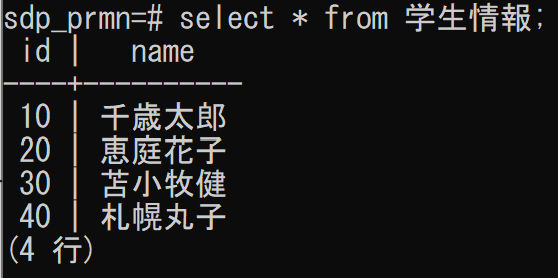 sdp_prmn=# select * from 学生情報;
 id |   name
----+----------
 10 | 千歳太郎
 20 | 恵庭花子
 30 | 苫小牧健
 40 | 札幌丸子
(4 行)